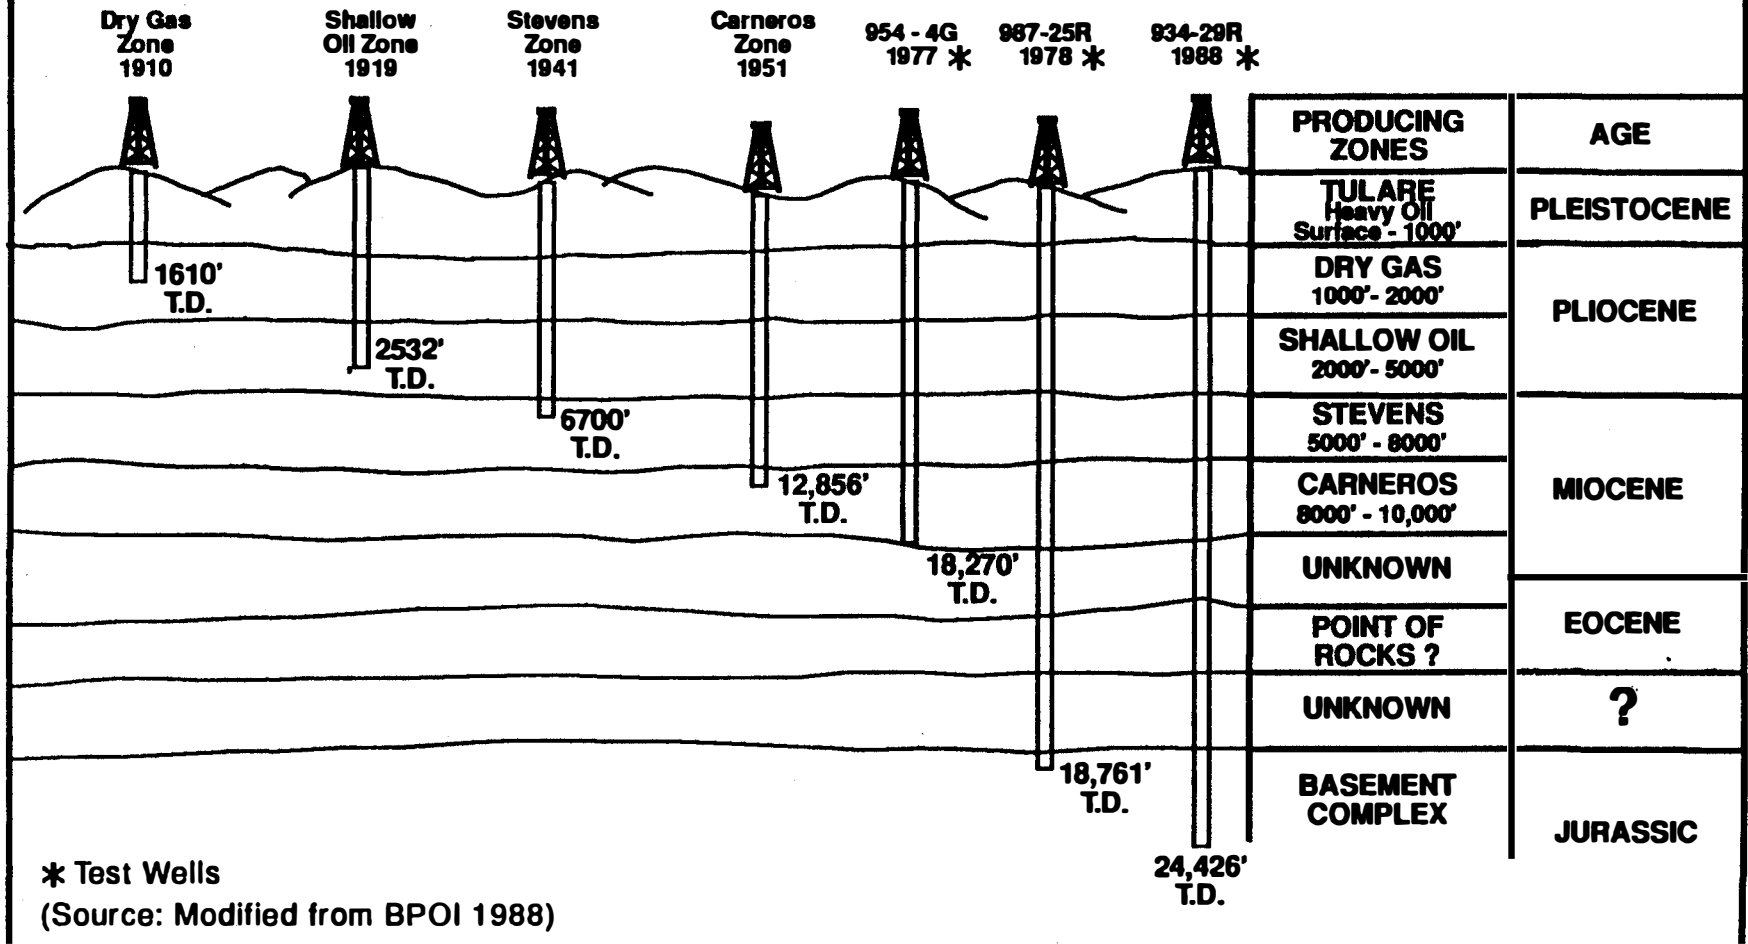 Dry Gas
Zone
1910
Shallow
Oil Zone
1919
Stevens
Zone
1941
Carneros
Zone
1951
954 - 4G
1977 *
987-25R
1978 *
934-29R
1988 *
PRODUCING
ZONES
AGE
TULARE
Heavy Oil
Surface - 1000'
PLEISTOCENE
DRY GAS
1000'- 2000'
PLIOCENE
SHALLOW OIL
2000'- 5000'
STEVENS
5000' - 8000'
CARNEROS
8000' - 10,000'
MIOCENE
UNKNOWN
POINT OF
ROCKS ?
EOCENE
UNKNOWN
?
BASEMENT
COMPLEX
JURASSIC
1610'
T.D.
2532'
T.D.
6700'
T.D.
12,856'
T.D.
18,270'
T.D.
18,761'
T.D.
24,426'
T.D.
* Test Wells
(Source: Modified from BPOI 1988)